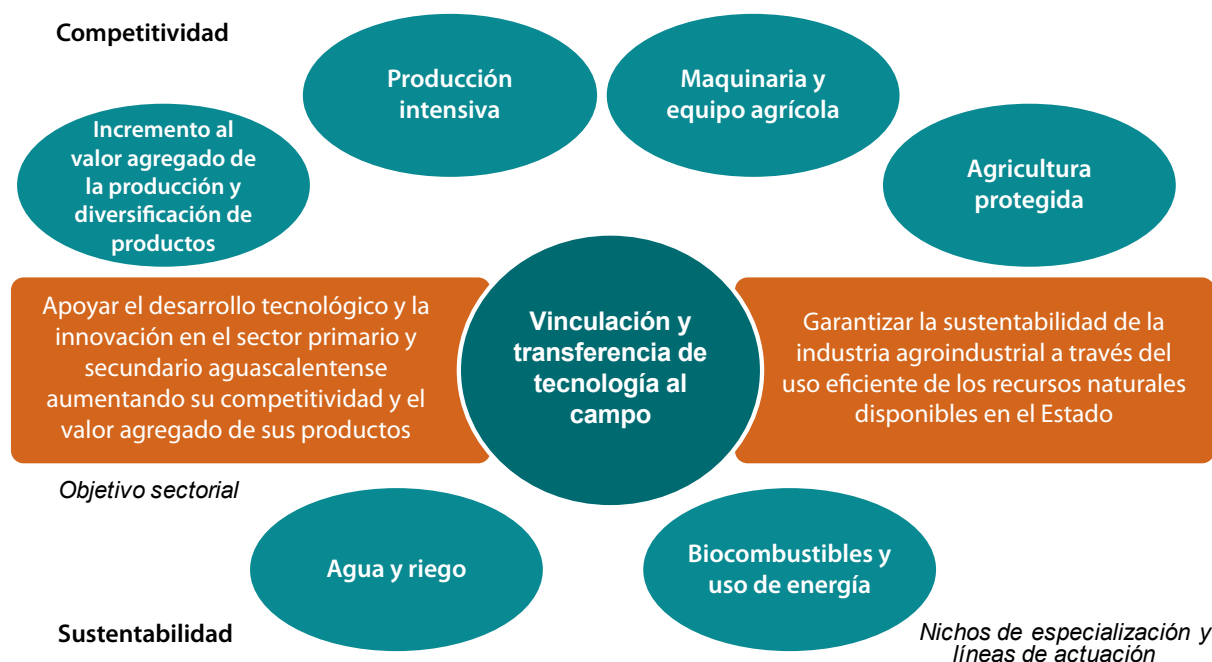 Competitividad
Producción
intensiva
Maquinaria y
equipo agrícola
Incremento al
valor agregado de
la producción y
diversificación de
productos
Agricultura
protegida
Apoyar el desarrollo tecnológico y la
innovación en el sector primario y
secundario aguascalentense
aumentando su competitividad y el
valor agregado de sus productos
Vinculación y
transferencia de
tecnología al
campo
Garantizar la sustentabilidad de la
industria agroindustrial a través del
uso eficiente de los recursos naturales
disponibles en el Estado
Objetivo sectorial
Agua y riego
Biocombustibles y
uso de energía
Sustentabilidad
Nichos de especialización y
líneas de actuación